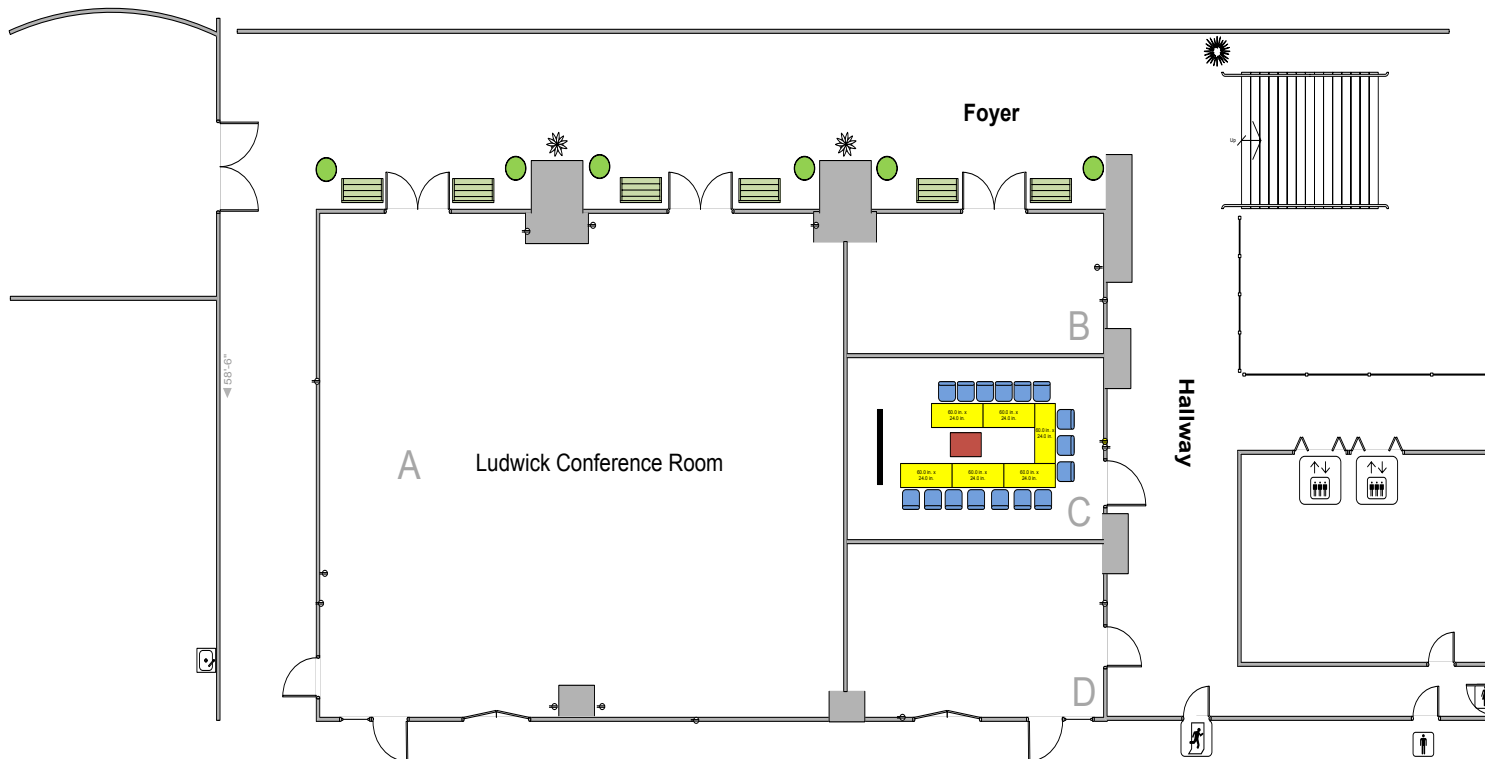 Foyer
Up
B
58'-6"
Hallway
60.0 in. x
24.0 in.
60.0 in. x
24.0 in.
60.0 in. x
24.0 in.
A
Ludwick Conference Room
60.0 in. x
24.0 in.
60.0 in. x
24.0 in.
60.0 in. x
24.0 in.
C
D